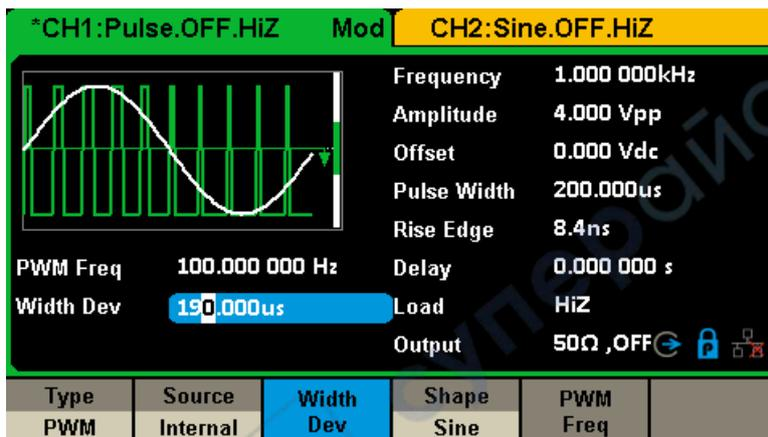 *CH1:Pulse.OFF.HiZ Mod CH2:Sine.OFF.HiZ
Frequency 1.000 000kHz
Amplitude 4.000 Vpp
Offset 0.000 Vdc
Pulse Width 200.000us
Rise Edge 8.4ns
PWM Freq 100.000 000 Hz Delay 0.000 000 s
Width Dev 190.000us Load HiZ
Output 50Ω ,OFF P
Type Source Width Dev Shape PWM Freq
PWM Internal Sine
суперайс